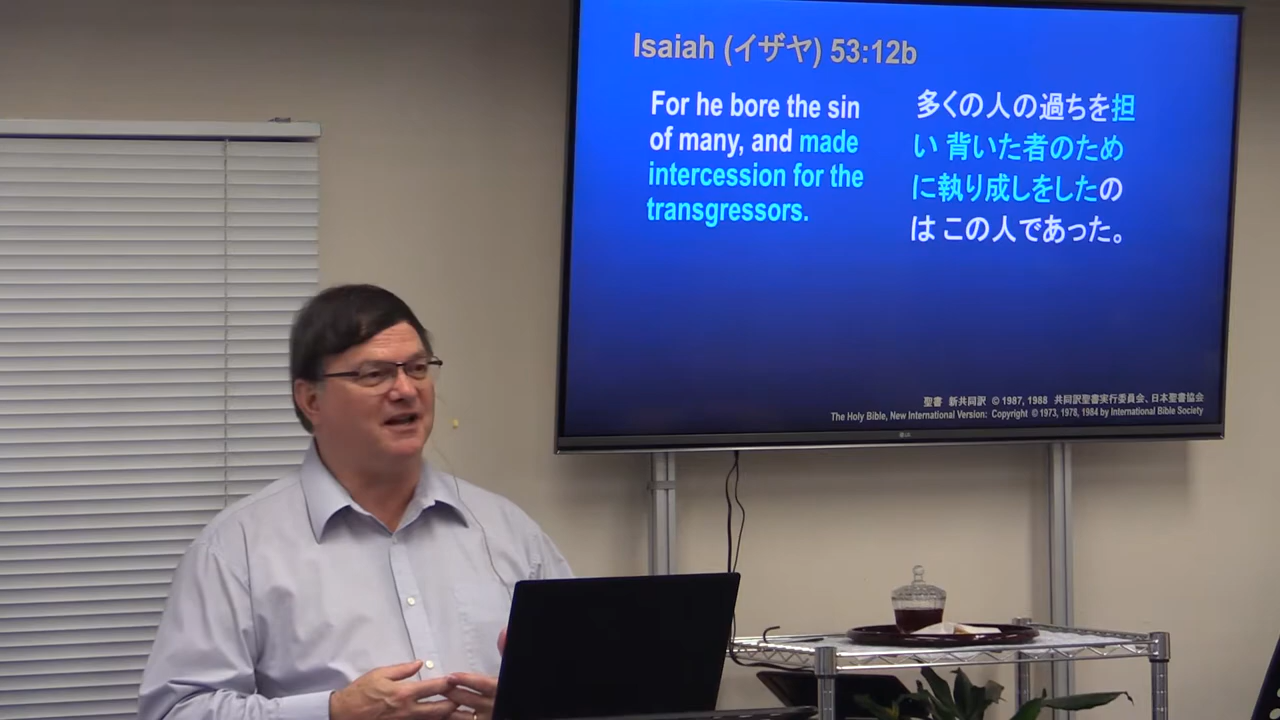 Isaiah (イザヤ) 53:12b
For he bore the sin
of many, and made
intercession for the
transgressors.
多くの人の過ちを担
い 背いた者のため
に執り成しをしたの
は この人であった。
聖書 新共同訳 © 1987, 1988 共同訳聖書実行委員会、日本聖書協会
The Holy Bible, New International Version: Copyright © 1973, 1978, 1984 by International Bible Society
LG